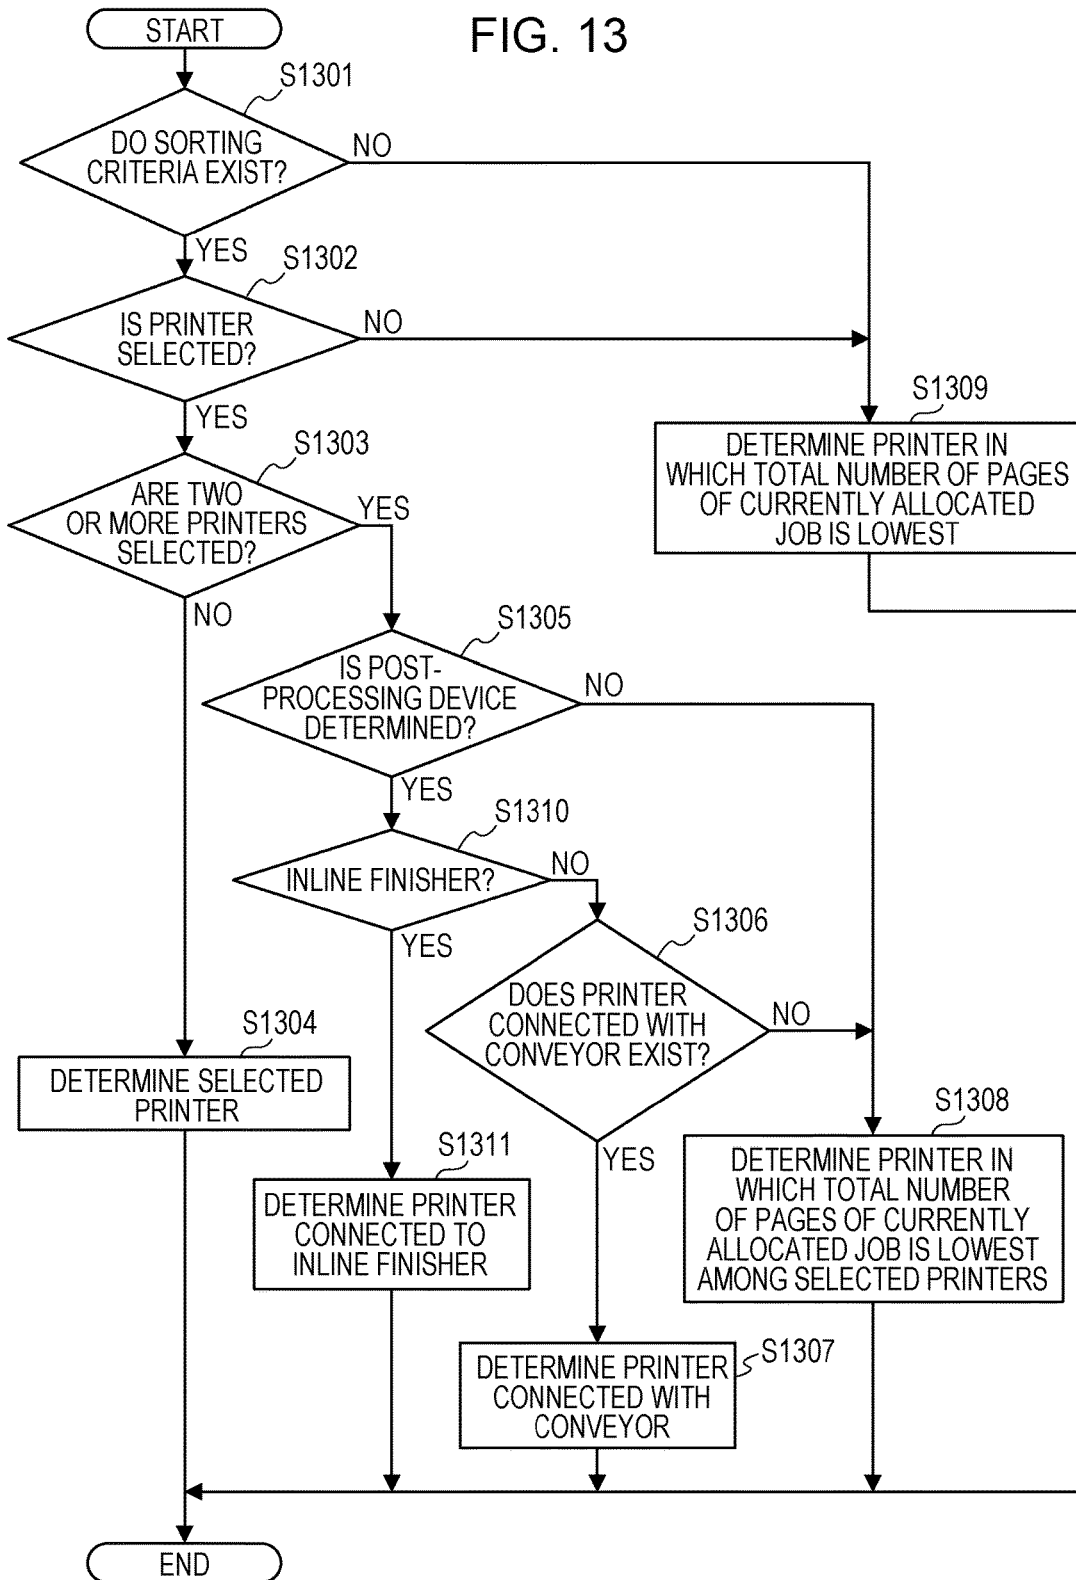 START
FIG. 13
S1301
DO SORTING
CRITERIA EXIST?
NO
YES
S1302
IS PRINTER
SELECTED?
NO
YES
S1309
DETERMINE PRINTER IN
WHICH TOTAL NUMBER OF PAGES
OF CURRENTLY ALLOCATED
JOB IS LOWEST
S1303
ARE TWO
OR MORE PRINTERS
SELECTED?
YES
NO
S1305
IS POST-
PROCESSING DEVICE
DETERMINED?
NO
YES
S1310
INLINE FINISHER?
NO
YES
S1306
DOES PRINTER
CONNECTED WITH
CONVEYOR EXIST?
NO
YES
S1304
DETERMINE SELECTED
PRINTER
S1311
DETERMINE PRINTER
CONNECTED TO
INLINE FINISHER
S1308
DETERMINE PRINTER IN
WHICH TOTAL NUMBER
OF PAGES OF CURRENTLY
ALLOCATED JOB IS LOWEST
AMONG SELECTED PRINTERS
S1307
DETERMINE PRINTER
CONNECTED WITH
CONVEYOR
END